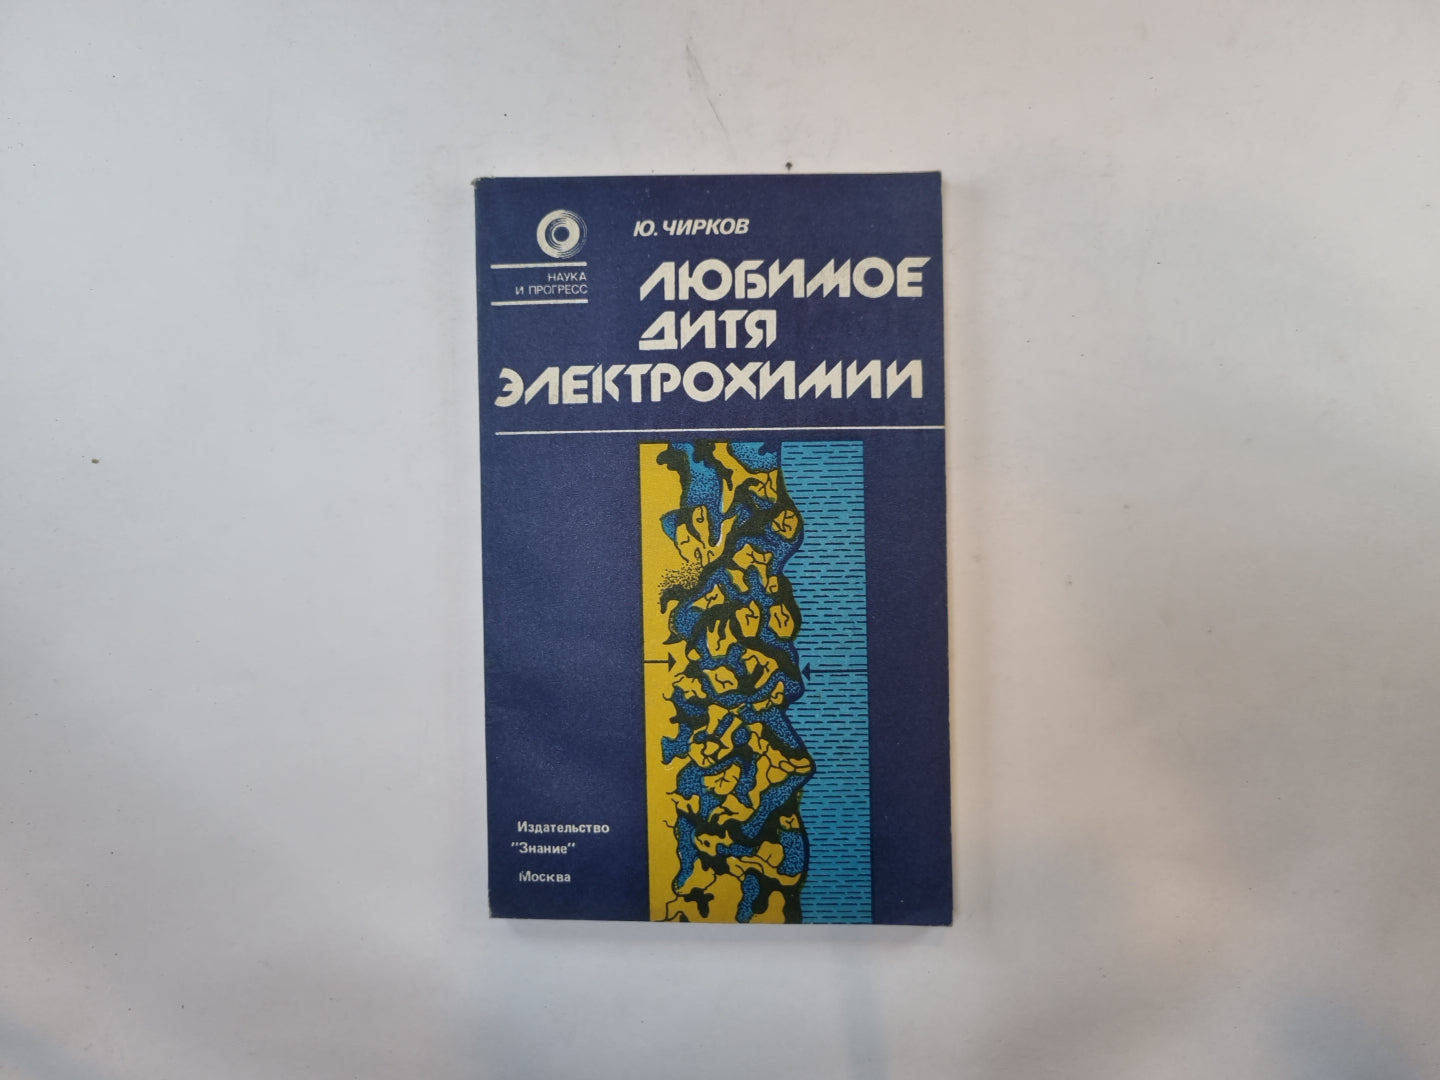 Ю. ЧИРКОВ
НАУКА
И ПРОГРЕСС
ЛЮБИМОЕ
ДИТЯ
ЭЛЕКТРОХИМИИ
Издательство
"Знание"
Москва